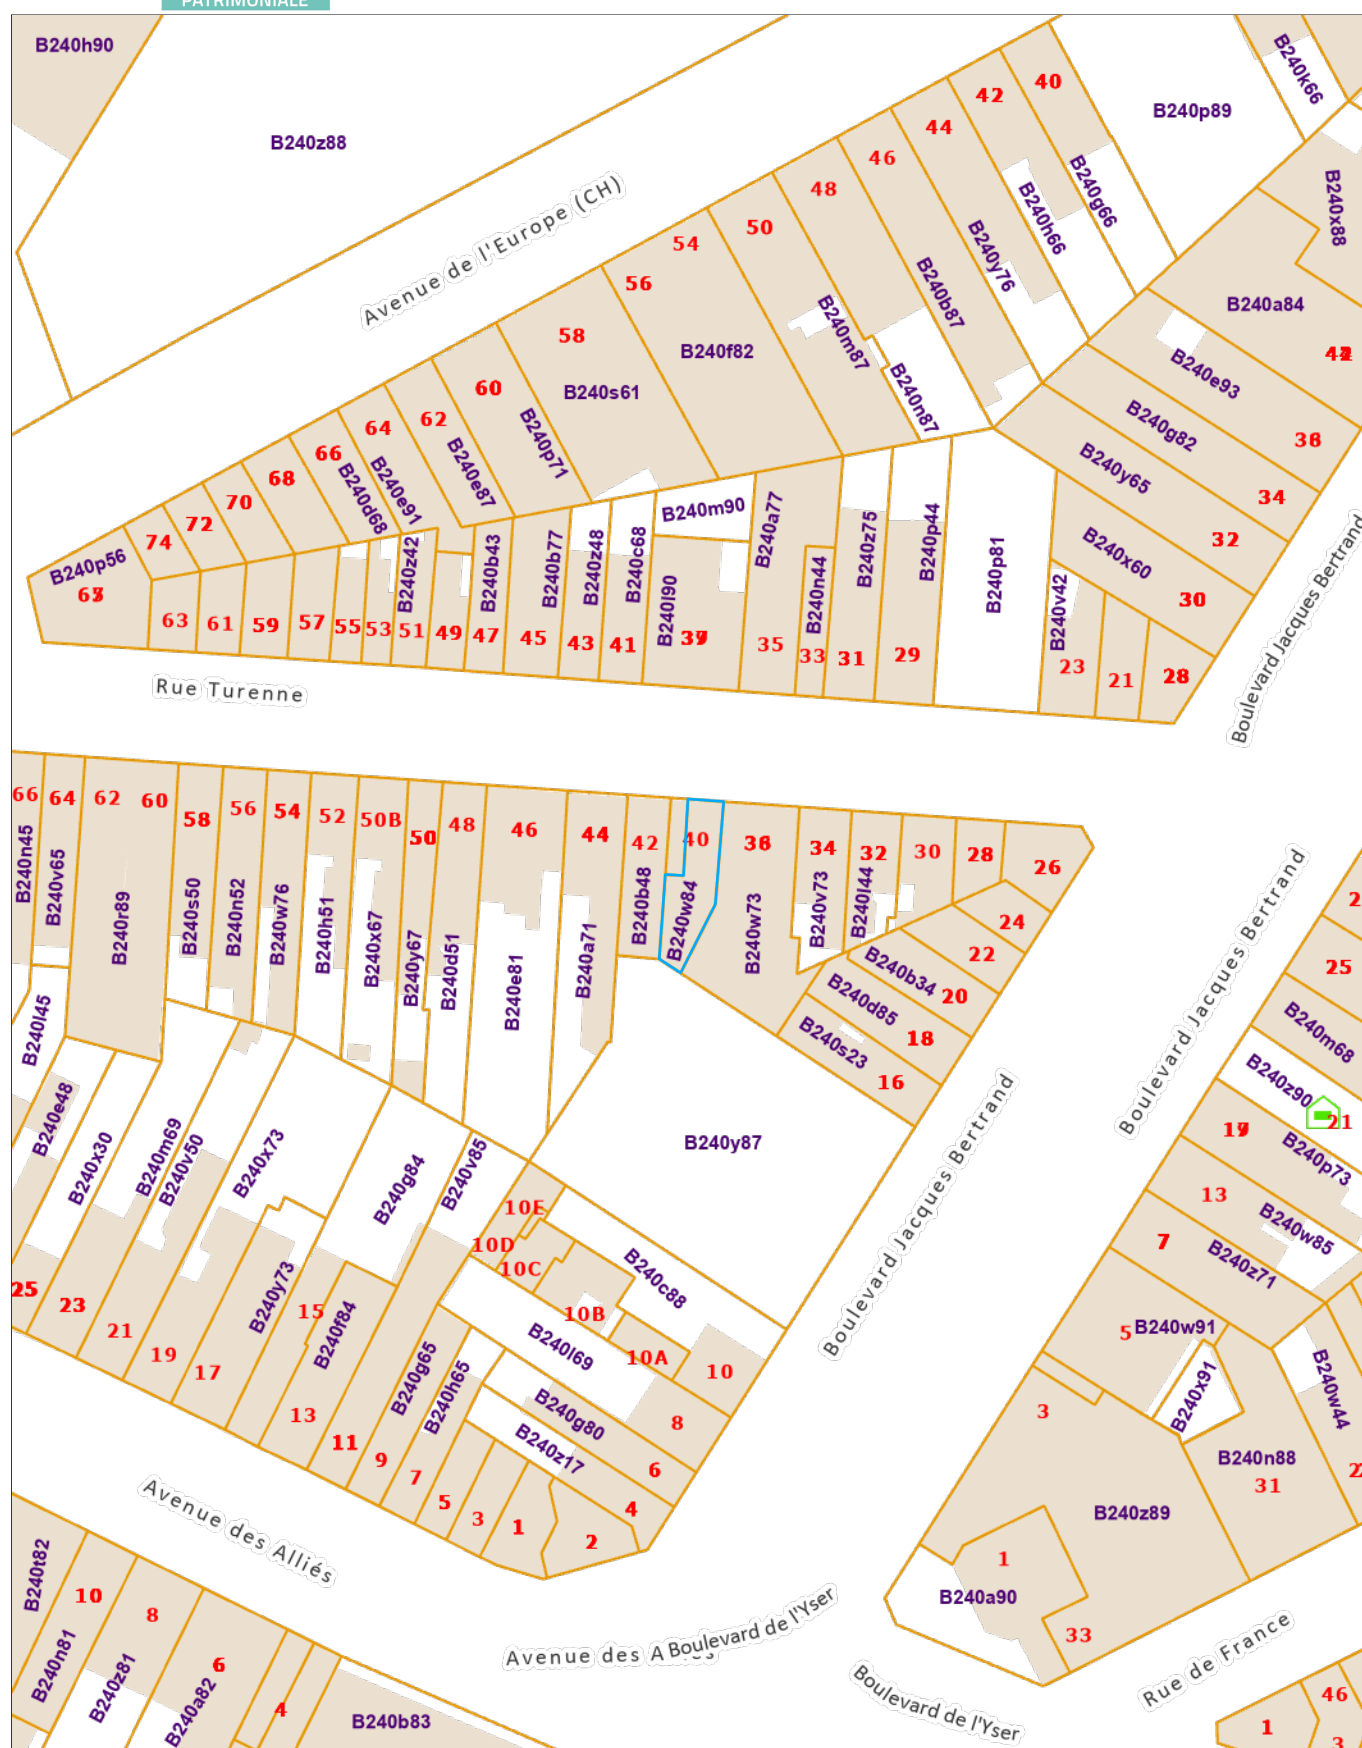 PATRIMONIALE
B240h90
B240z88
Avenue de l'Europe (CH)
40
42
44
46
48
50
54
56
58
60
62
64
66
68
70
72
74
B240p89
B240k66
B240g66
B240h66
B240y76
B240b87
B240m87
B240n87
B240f82
B240s61
B240p71
B240e87
B240e91
B240d68
B240p56
B240x88
B240a84
B240e93
B240g82
34
B240y65
32
B240x60
30
28
Boulevard Jacques Bertrand
63
61
59
57
55
53
B240z42
51
49
B240b43
47
B240b77
45
B240z48
43
B240c68
41
B240m90
B240l90
B240a77
35
B240n44
33
B240z75
31
B240p44
29
B240p81
B240v42
23
21
Rue Turenne
66
B240n45
64
B240v65
62
60
B240r89
58
B240s50
56
B240n52
54
B240w76
52
B240h51
50B
B240x67
50
B240y67
48
B240d51
46
B240e81
44
B240a71
42
B240b48
40
B240w84
B240w73
34
B240v73
32
B240l44
30
28
26
24
22
B240b34
20
B240d85
18
B240s23
16
B240l45
B240e48
B240x30
B240m69
B240v50
B240x73
B240g84
B240v85
B240y87
Boulevard Jacques Bertrand
Boulevard Jacques Bertrand
25
B240m68
B240z90
21
B240p73
13
B240w85
7
B240z71
5
B240w91
B240x91
B240w44
3
B240n88
31
B240z89
1
B240a90
33
10E
10D
10C
10B
10A
10
B240c88
B240l69
8
B240g80
6
B240z17
4
2
1
3
5
7
9
11
13
15
17
19
21
23
25
B240y73
B240f84
B240g65
B240h65
Avenue des Alliés
B240t82
10
B240n81
8
B240z81
6
B240a82
4
B240b83
Avenue des A
Boulevard de l'Yser
Boulevard de l'Yser
Rue de France
46
1
3